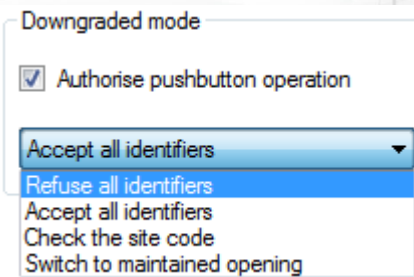 Downgraded mode
Authorise pushbutton operation
Accept all identifiers
Refuse all identifiers
Accept all identifiers
Check the site code
Switch to maintained opening